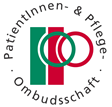 PatientInnen- & Pflege-
Ombudsschaft